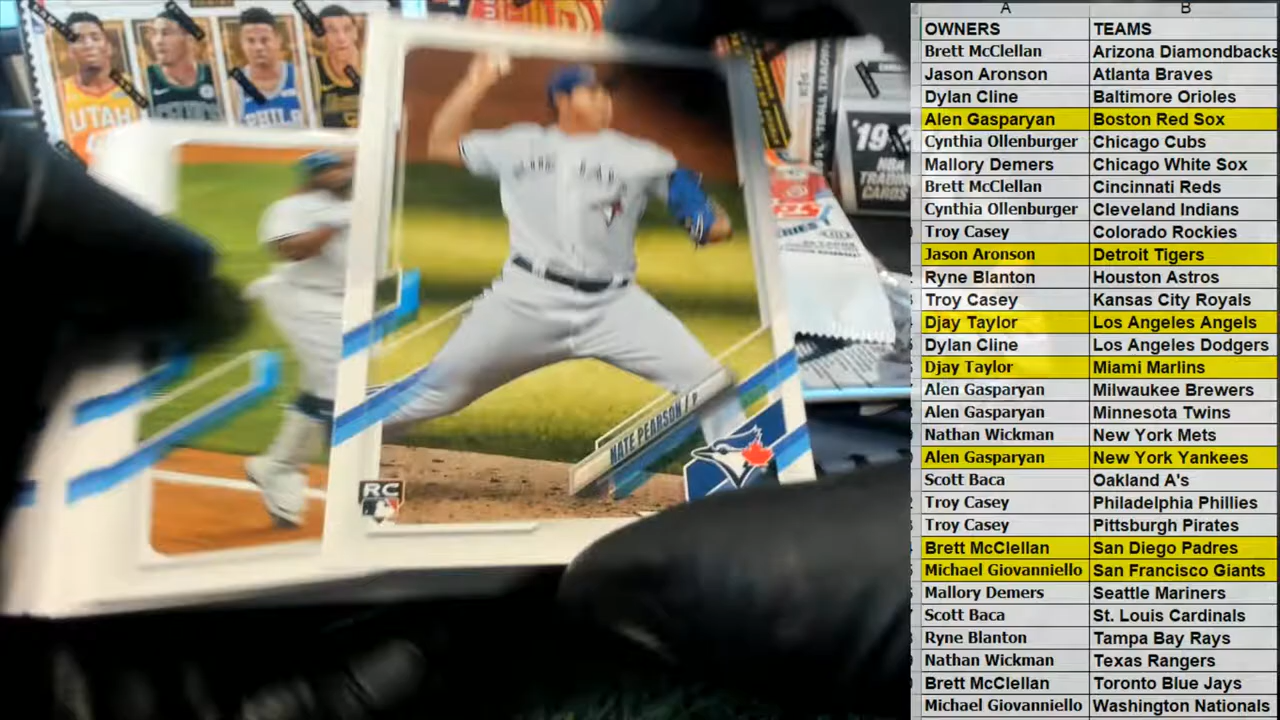 UTAH
PHIL
NATE PEARSON / P
RC
A B
OWNERS TEAMS
Brett McClellan Arizona Diamondbacks
Jason Aronson Atlanta Braves
Dylan Cline Baltimore Orioles
Alen Gasparyan Boston Red Sox
Cynthia Ollenburger Chicago Cubs
Mallory Demers Chicago White Sox
Brett McClellan Cincinnati Reds
Cynthia Ollenburger Cleveland Indians
Troy Casey Colorado Rockies
Jason Aronson Detroit Tigers
Ryne Blanton Houston Astros
Troy Casey Kansas City Royals
Djay Taylor Los Angeles Angels
Dylan Cline Los Angeles Dodgers
Djay Taylor Miami Marlins
Alen Gasparyan Milwaukee Brewers
Alen Gasparyan Minnesota Twins
Nathan Wickman New York Mets
Alen Gasparyan New York Yankees
Scott Baca Oakland A's
Troy Casey Philadelphia Phillies
Troy Casey Pittsburgh Pirates
Brett McClellan San Diego Padres
Michael Giovanniello San Francisco Giants
Mallory Demers Seattle Mariners
Scott Baca St. Louis Cardinals
Ryne Blanton Tampa Bay Rays
Nathan Wickman Texas Rangers
Brett McClellan Toronto Blue Jays
Michael Giovanniello Washington Nationals
NBA
TRADING
CARDS